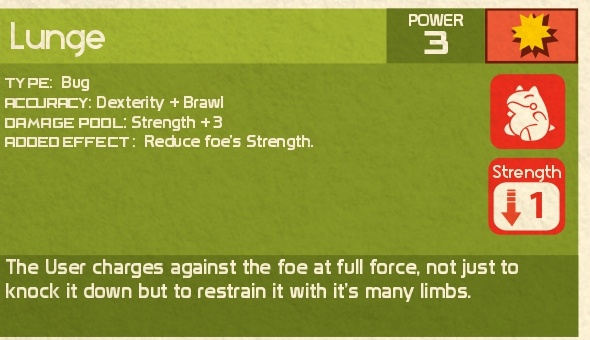 Lunge
POWER
3
TYPE: Bug
ACCURACY: Dexterity + Brawl
DAMAGE POOL: Strength +3
ADDED EFFECT: Reduce foe's Strength.
Strength
1
The User charges against the foe at full force, not just to
knock it down but to restrain it with it's many limbs.